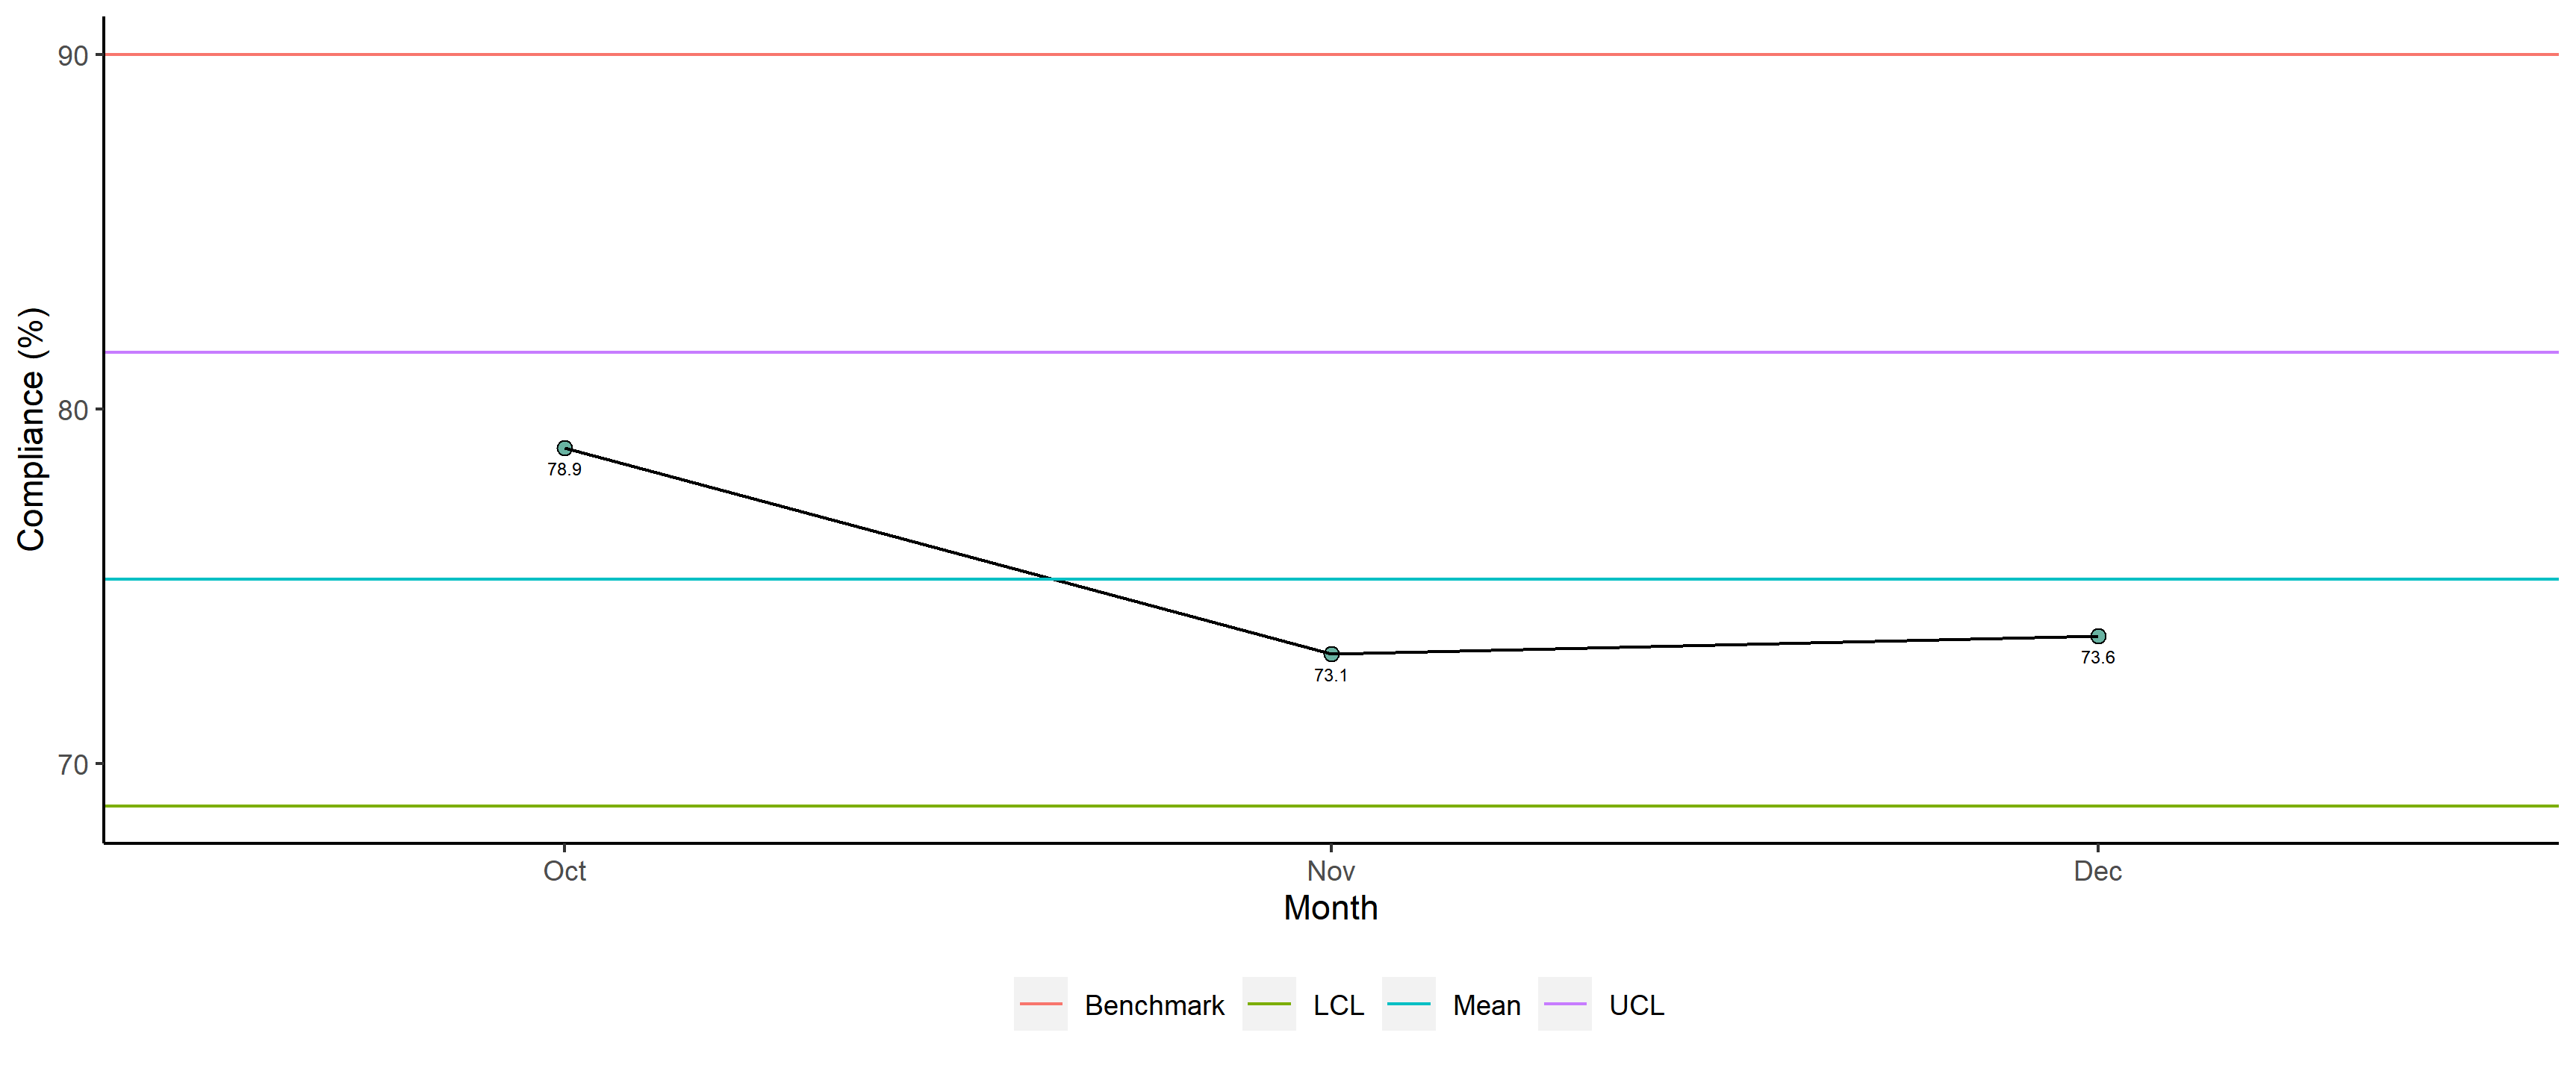 90
80
70
Compliance (%)
78.9
73.1
73.6
Oct Nov Dec
Month
Benchmark LCL Mean UCL